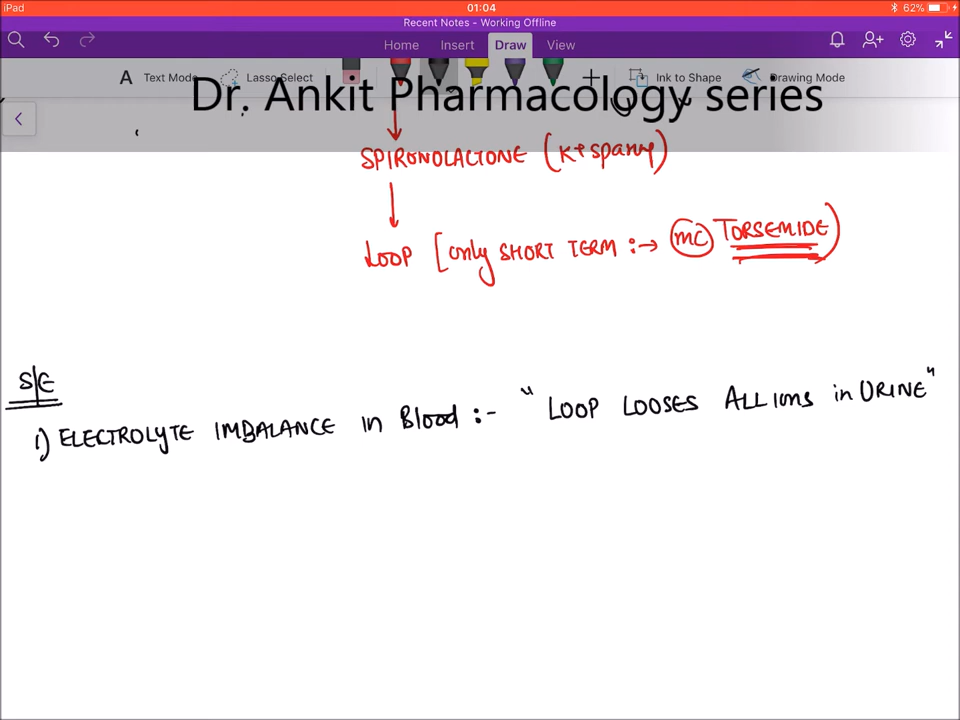 iPad 01:04 62%
Recent Notes - Working Offline
Home Insert Draw View
Text Mode Lasso Select Ink to Shape Drawing Mode
Dr. Ankit Pharmacology series
SPIRONOLACTONE (K+ sparing)
LOOP [only SHORT TERM :→ MC TORSEMIDE)
S/E
1) ELECTROLYTE IMBALANCE in Blood :- "LOOP LOOSES ALL IONS in URINE"